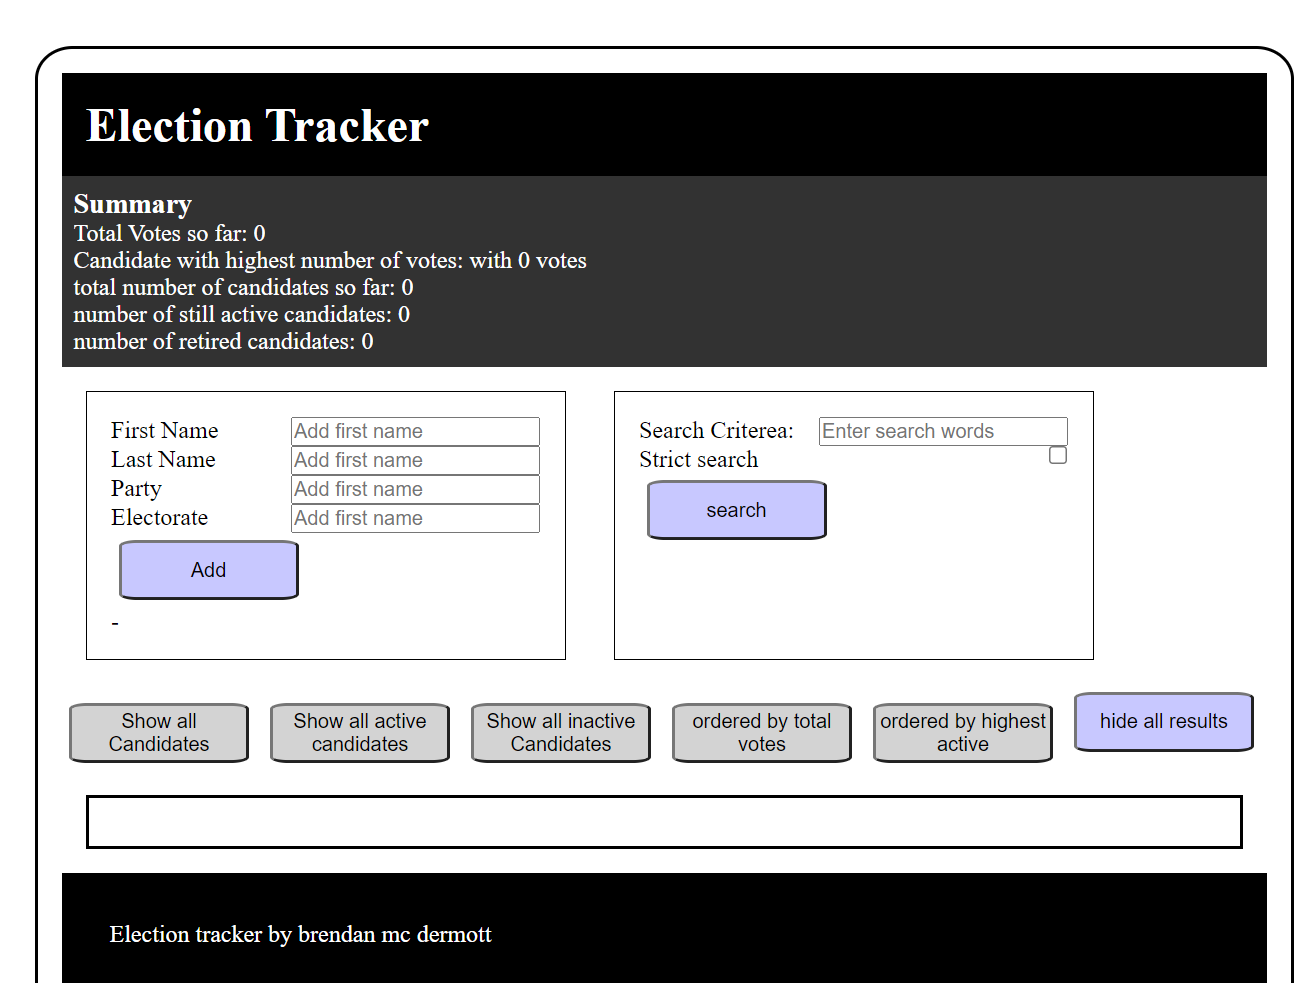 Election Tracker
Summary
Total Votes so far: 0
Candidate with highest number of votes: with 0 votes
total number of candidates so far: 0
number of still active candidates: 0
number of retired candidates: 0
First Name Add first name
Last Name Add first name
Party Add first name
Electorate Add first name
Add
-
Search Criterea: Enter search words
Strict search
search
Show all
Candidates
Show all active
candidates
Show all inactive
Candidates
ordered by total
votes
ordered by highest
active
hide all results
Election tracker by brendan mc dermott